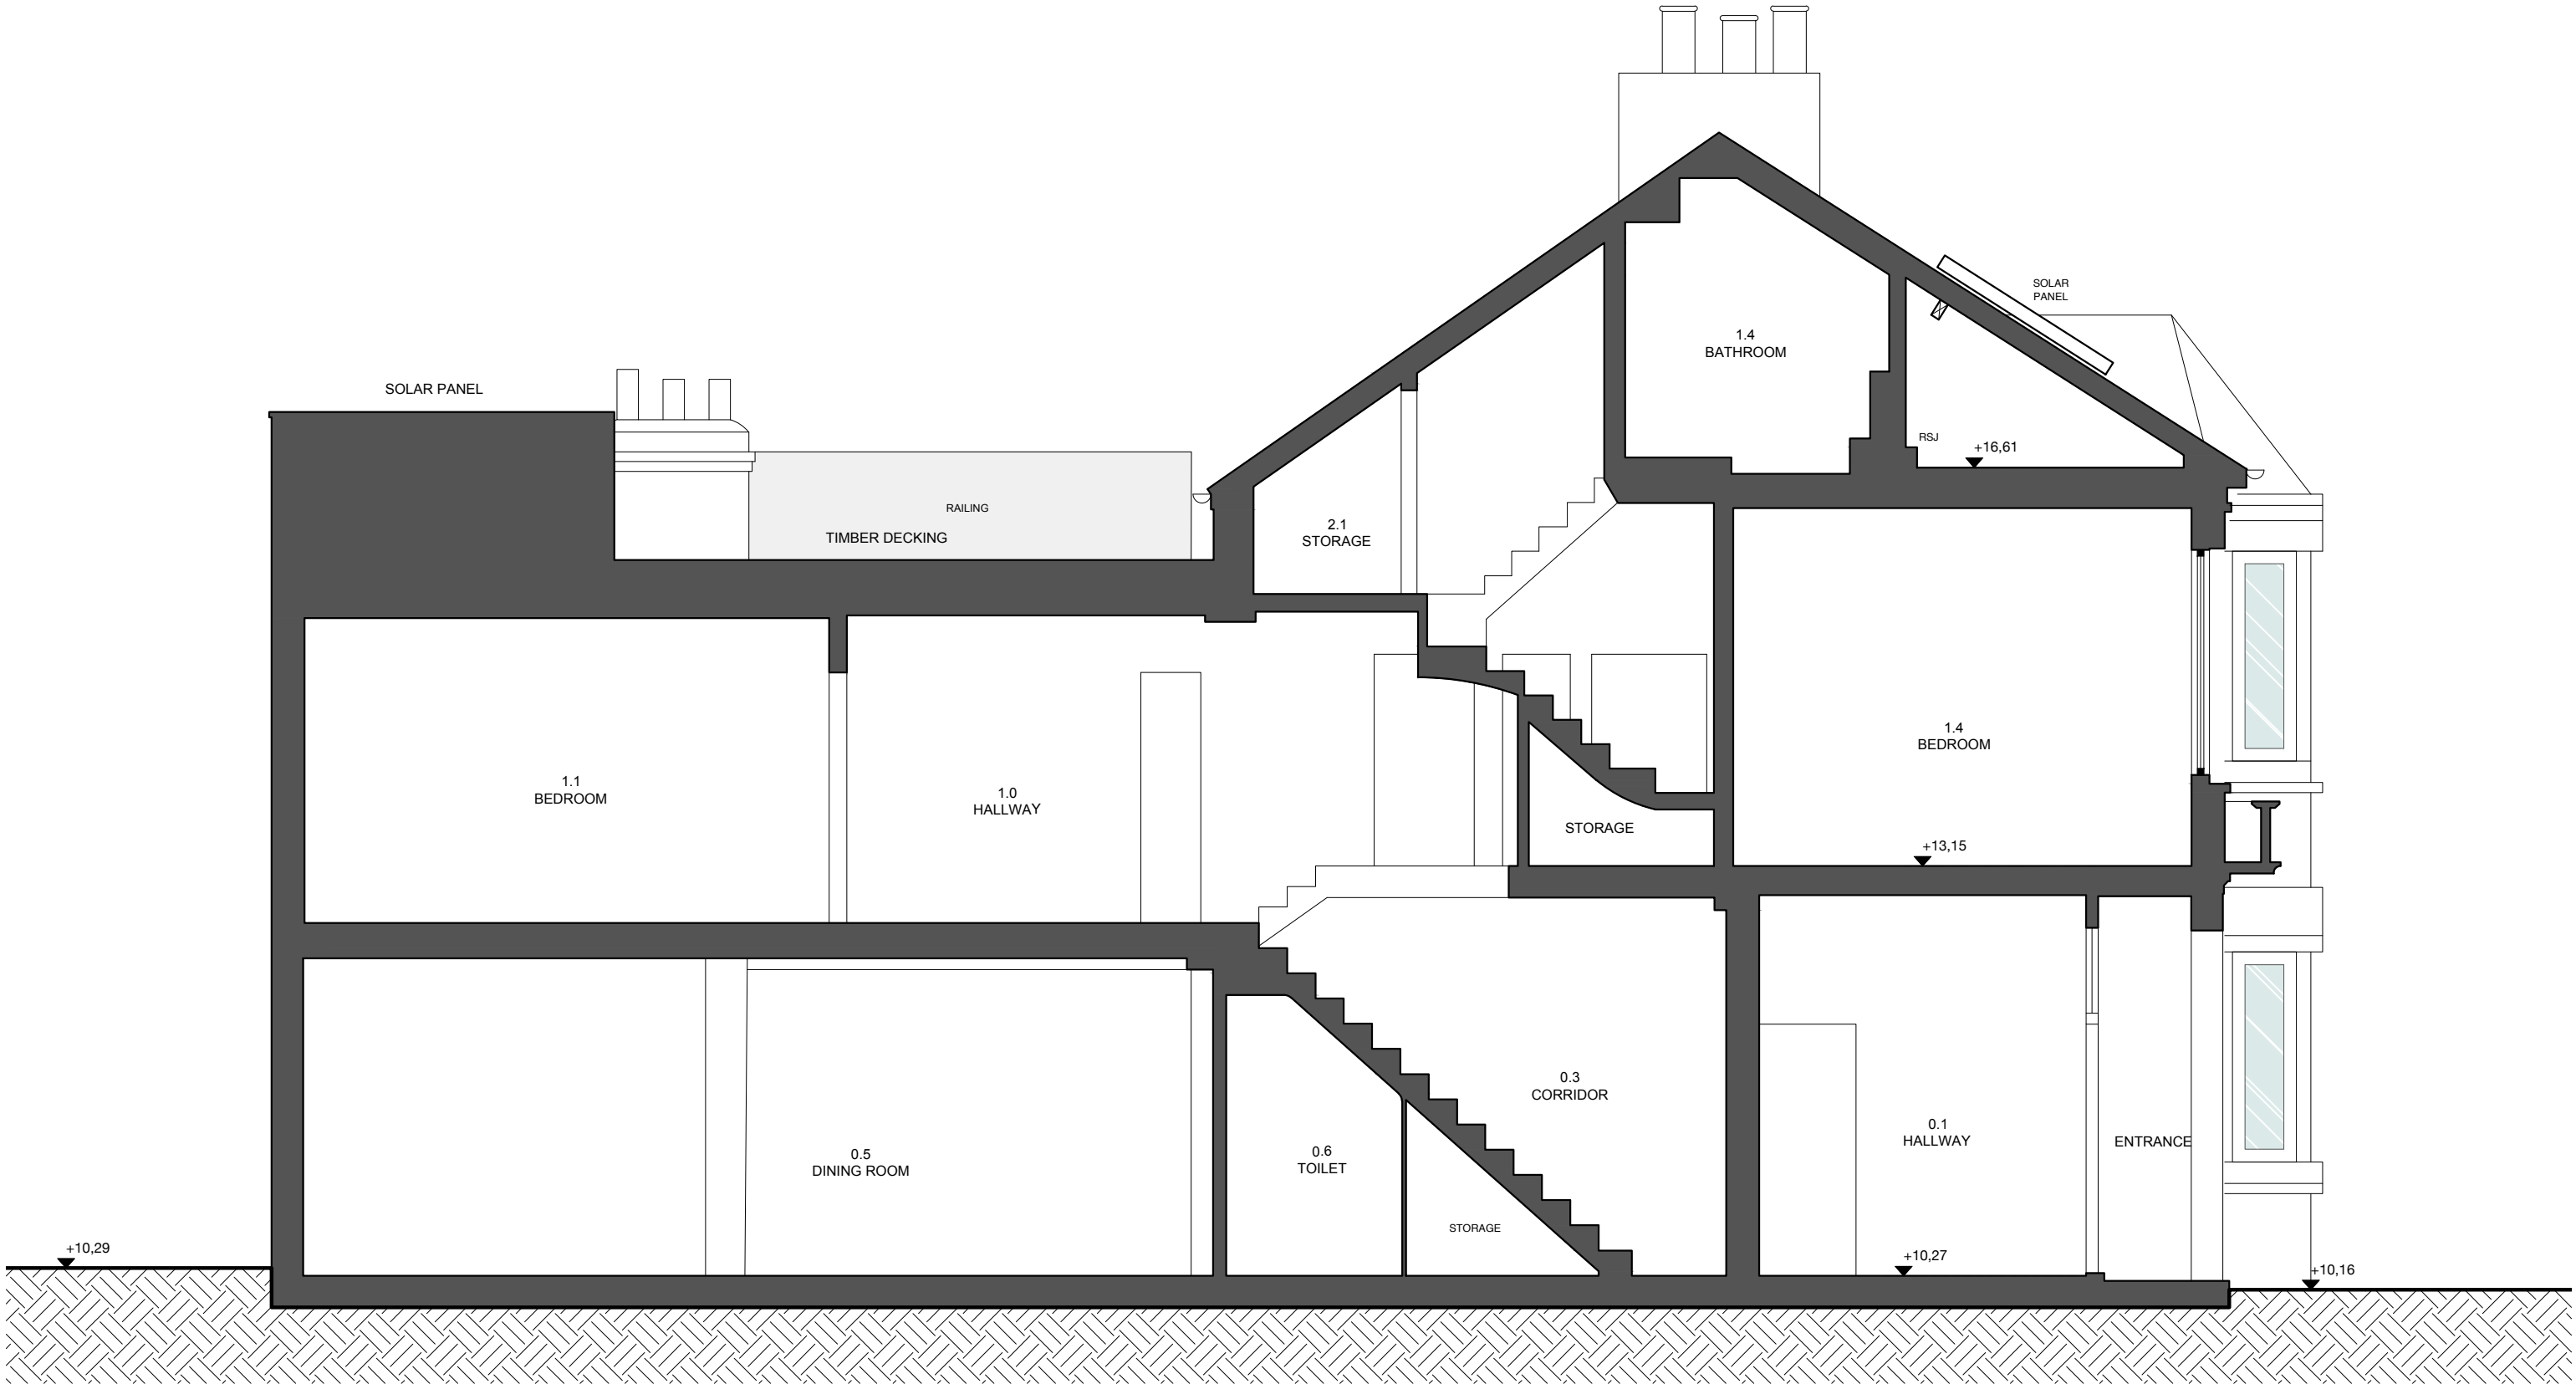 SOLAR
PANEL
1.4
BATHROOM
SOLAR PANEL
RSJ
+16,61
RAILING
TIMBER DECKING
2.1
STORAGE
1.4
BEDROOM
1.1
BEDROOM
1.0
HALLWAY
STORAGE
+13,15
0.3
CORRIDOR
0.1
HALLWAY
ENTRANCE
0.5
DINING ROOM
0.6
TOILET
STORAGE
+10,29
+10,27
+10,16